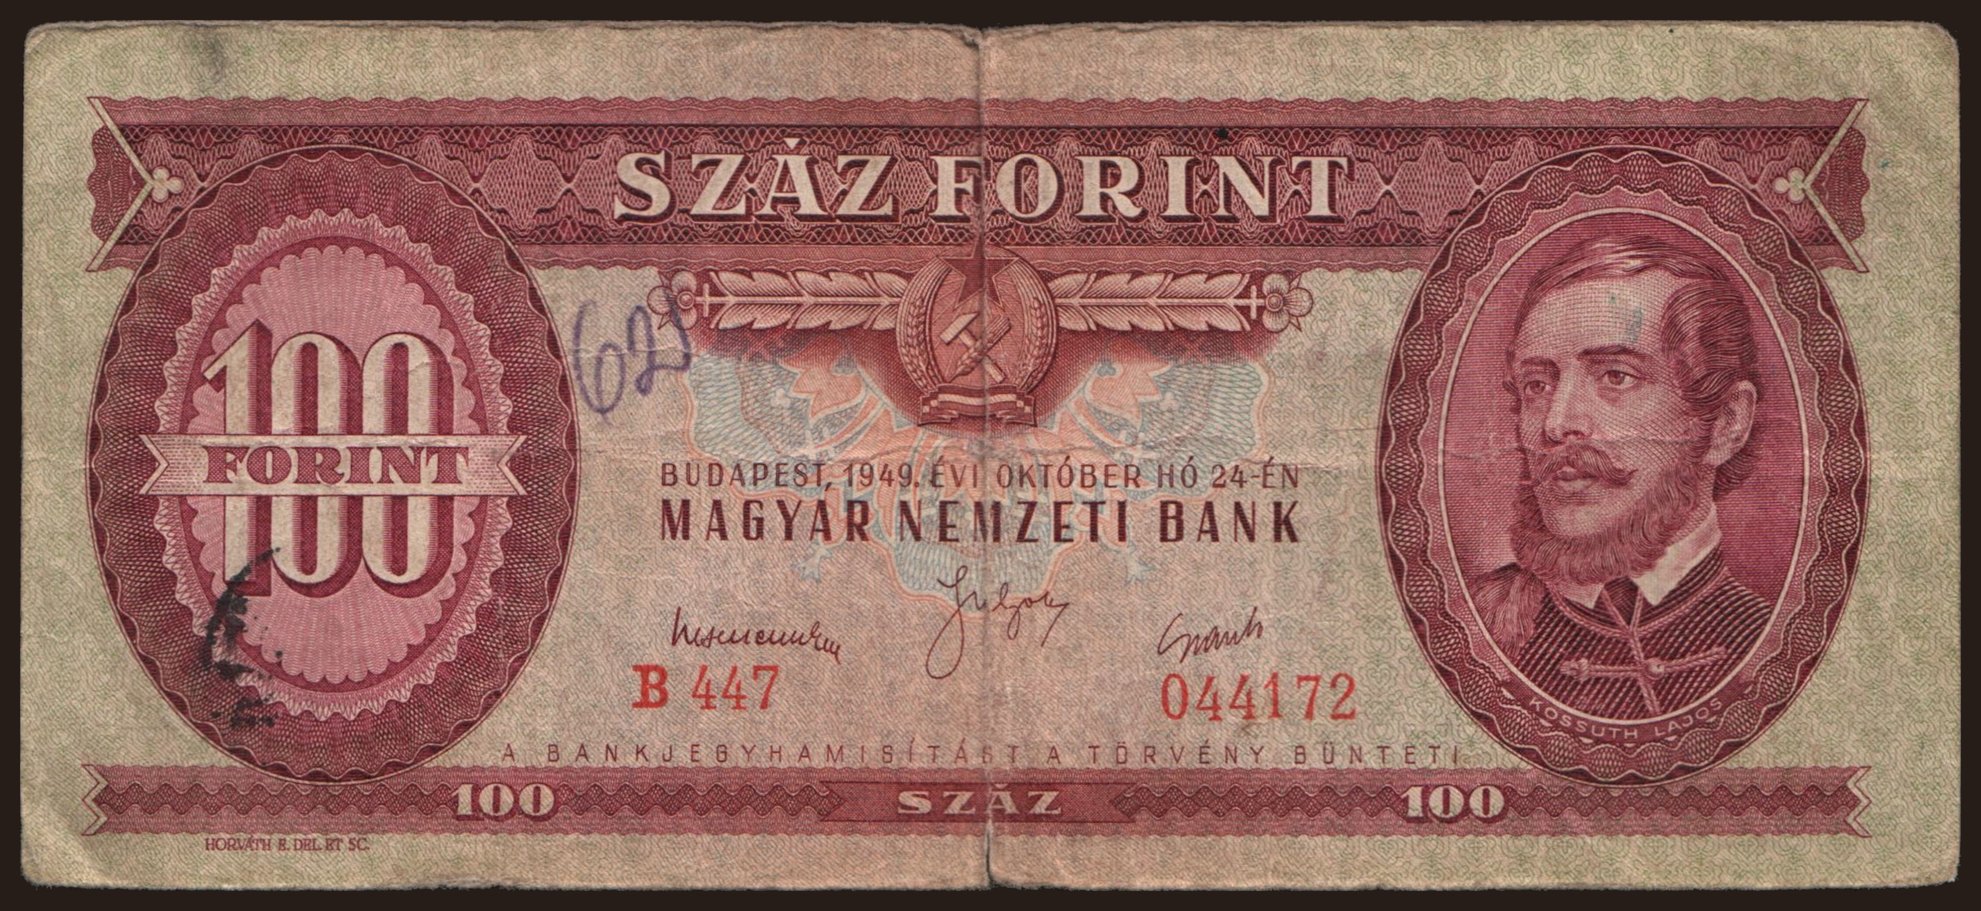 SZÁZ FORINT
100
FORINT
62
BUDAPEST, 1949. ÉVI OKTÓBER HÓ 24-ÉN
MAGYAR NEMZETI BANK
B 447
044172
KOSSUTH LAJOS
A BANKJEGYHAMISÍTÁST A TÖRVÉNY BÜNTETI
100
SZÁZ
100
HORVÁTH E. DEL. ET SC.